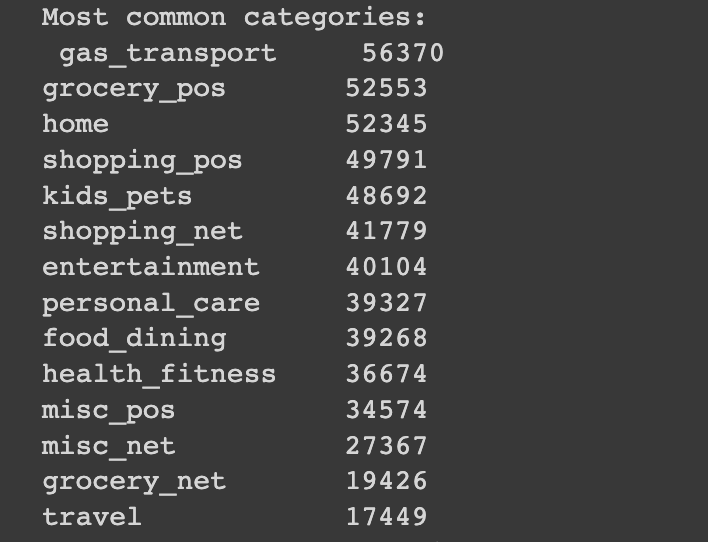 Most common categories:
 gas_transport     56370
grocery_pos       52553
home              52345
shopping_pos      49791
kids_pets         48692
shopping_net      41779
entertainment     40104
personal_care     39327
food_dining       39268
health_fitness    36674
misc_pos          34574
misc_net          27367
grocery_net       19426
travel            17449